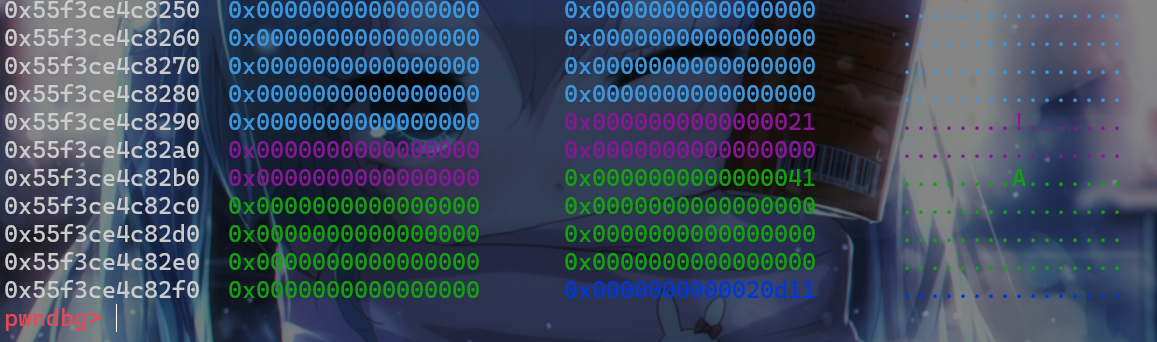 0x55f3ce4c8250 0x0000000000000000 0x0000000000000000 ................
0x55f3ce4c8260 0x0000000000000000 0x0000000000000000 ................
0x55f3ce4c8270 0x0000000000000000 0x0000000000000000 ................
0x55f3ce4c8280 0x0000000000000000 0x0000000000000000 ................
0x55f3ce4c8290 0x0000000000000000 0x0000000000000021 ........!.......
0x55f3ce4c82a0 0x0000000000000000 0x0000000000000000 ................
0x55f3ce4c82b0 0x0000000000000000 0x0000000000000041 ........A.......
0x55f3ce4c82c0 0x0000000000000000 0x0000000000000000 ................
0x55f3ce4c82d0 0x0000000000000000 0x0000000000000000 ................
0x55f3ce4c82e0 0x0000000000000000 0x0000000000000000 ................
0x55f3ce4c82f0 0x0000000000000000 0x0000000000020d11 ................
pwndbg>